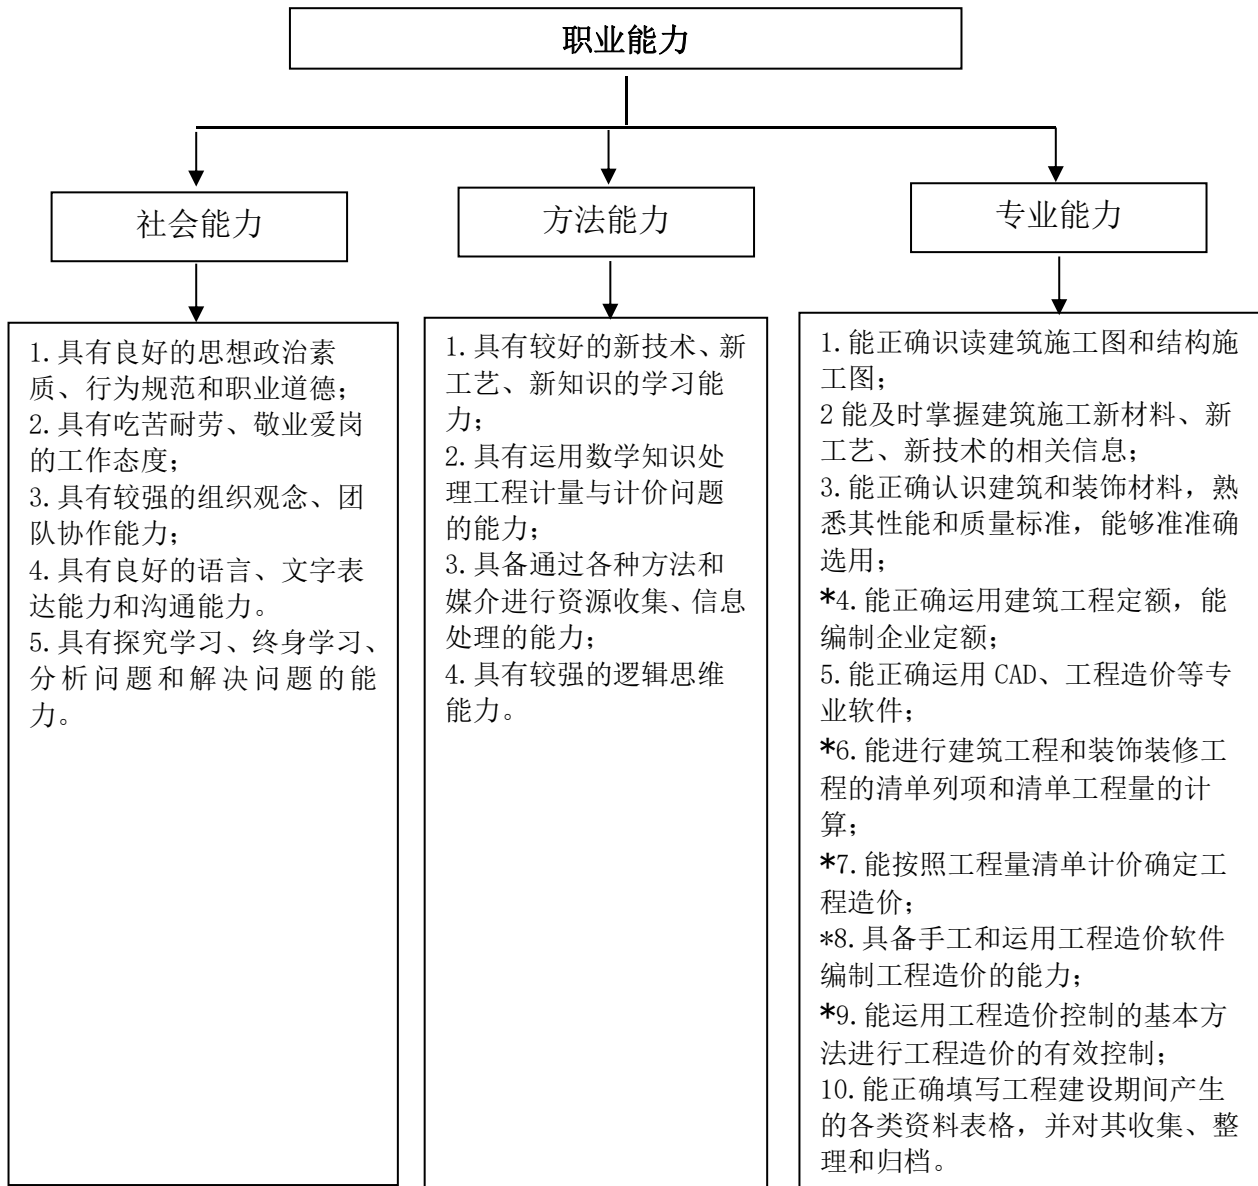 职业能力
社会能力
方法能力
专业能力
1.具有良好的思想政治素
质、行为规范和职业道德；
2.具有吃苦耐劳、敬业爱岗
的工作态度；
3.具有较强的组织观念、团
队协作能力；
4.具有良好的语言、文字表
达能力和沟通能力。
5.具有探究学习、终身学习、
分析问题和解决问题的能
力。
1.具有较好的新技术、新
工艺、新知识的学习能
力；
2.具有运用数学知识处
理工程计量与计价问题
的能力；
3.具备通过各种方法和
媒介进行资源收集、信息
处理的能力；
4.具有较强的逻辑思维
能力。
1.能正确识读建筑施工图和结构施
工图；
2 能及时掌握建筑施工新材料、新
工艺、新技术的相关信息；
3.能正确认识建筑和装饰材料，熟
悉其性能和质量标准，能够准准确
选用；
*4.能正确运用建筑工程定额，能
编制企业定额；
5.能正确运用 CAD、工程造价等专
业软件；
*6.能进行建筑工程和装饰装修工
程的清单列项和清单工程量的计
算；
*7.能按照工程量清单计价确定工
程造价；
*8.具备手工和运用工程造价软件
编制工程造价的能力；
*9.能运用工程造价控制的基本方
法进行工程造价的有效控制；
10.能正确填写工程建设期间产生
的各类资料表格，并对其收集、整
理和归档。